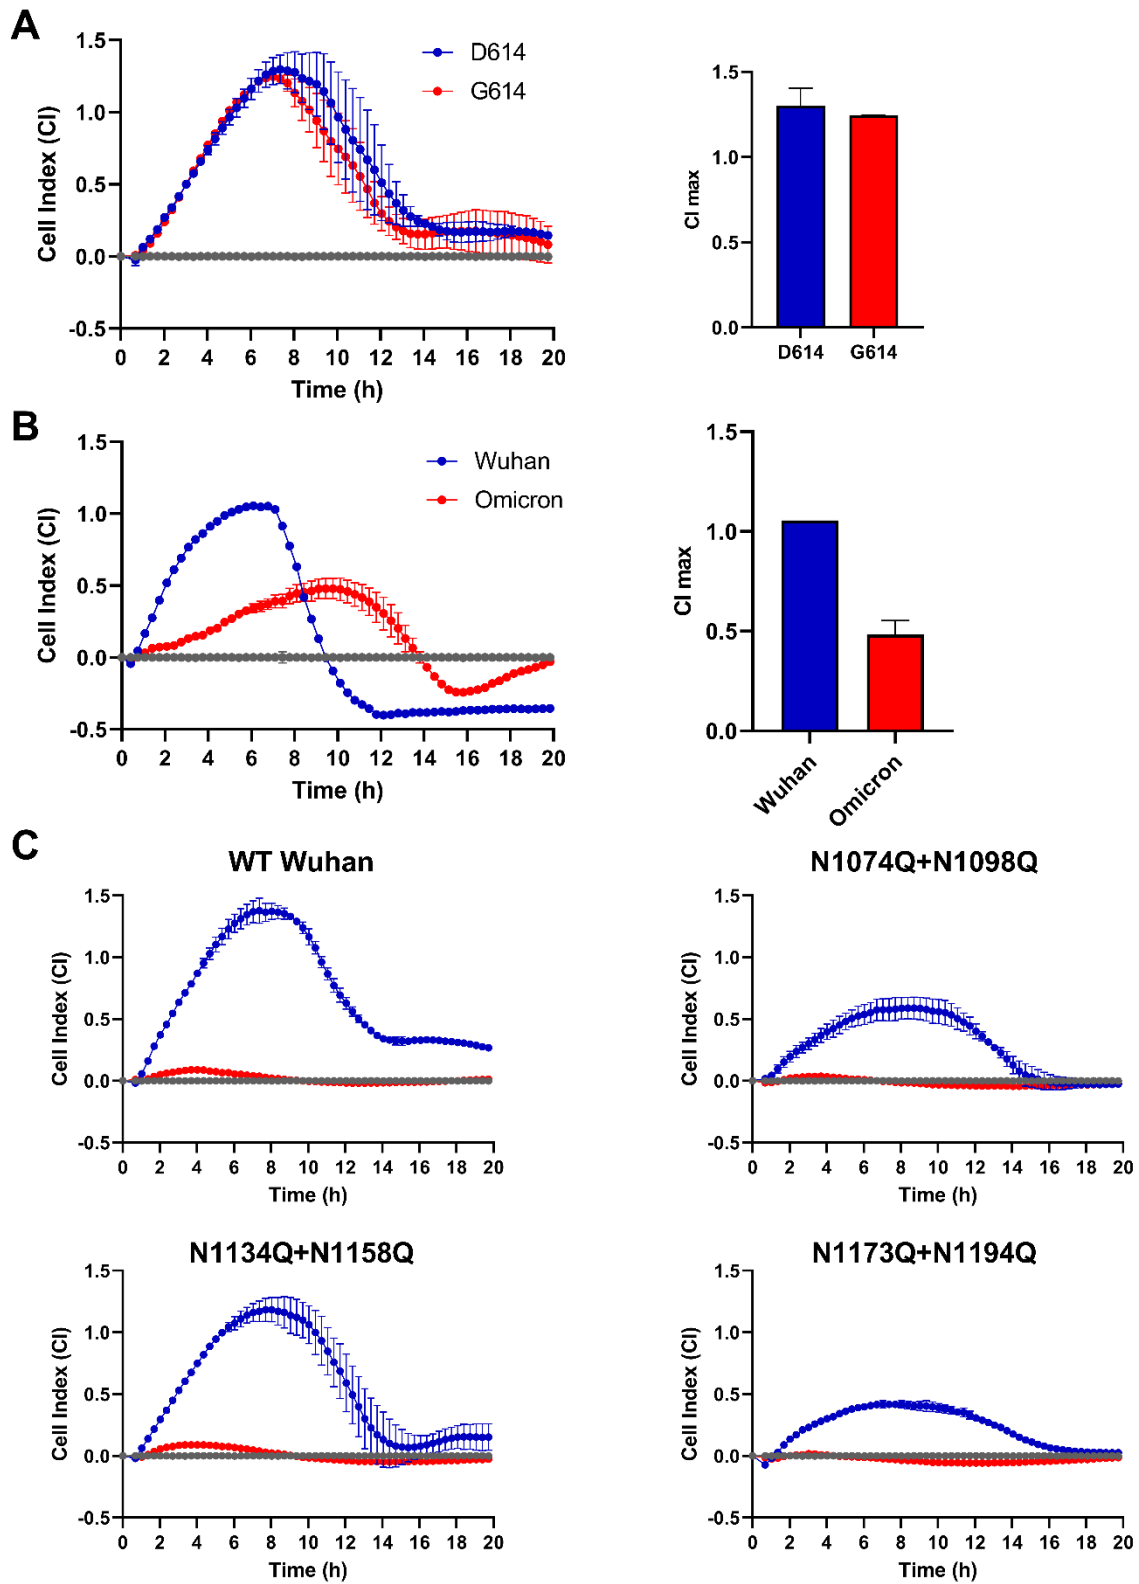 A
1.5
1.0
0.5
0.0
-0.5
Cell Index (CI)
0 2 4 6 8 10 12 14 16 18 20
Time (h)
D614
G614
1.5
1.0
0.5
0.0
CI max
D614 G614
B
1.5
1.0
0.5
0.0
-0.5
Cell Index (CI)
0 2 4 6 8 10 12 14 16 18 20
Time (h)
Wuhan
Omicron
1.5
1.0
0.5
0.0
CI max
Wuhan Omicron
C
WT Wuhan
1.5
1.0
0.5
0.0
-0.5
Cell Index (CI)
0 2 4 6 8 10 12 14 16 18 20
Time (h)
N1074Q+N1098Q
1.5
1.0
0.5
0.0
-0.5
Cell Index (CI)
0 2 4 6 8 10 12 14 16 18 20
Time (h)
N1134Q+N1158Q
1.5
1.0
0.5
0.0
-0.5
Cell Index (CI)
0 2 4 6 8 10 12 14 16 18 20
Time (h)
N1173Q+N1194Q
1.5
1.0
0.5
0.0
-0.5
Cell Index (CI)
0 2 4 6 8 10 12 14 16 18 20
Time (h)